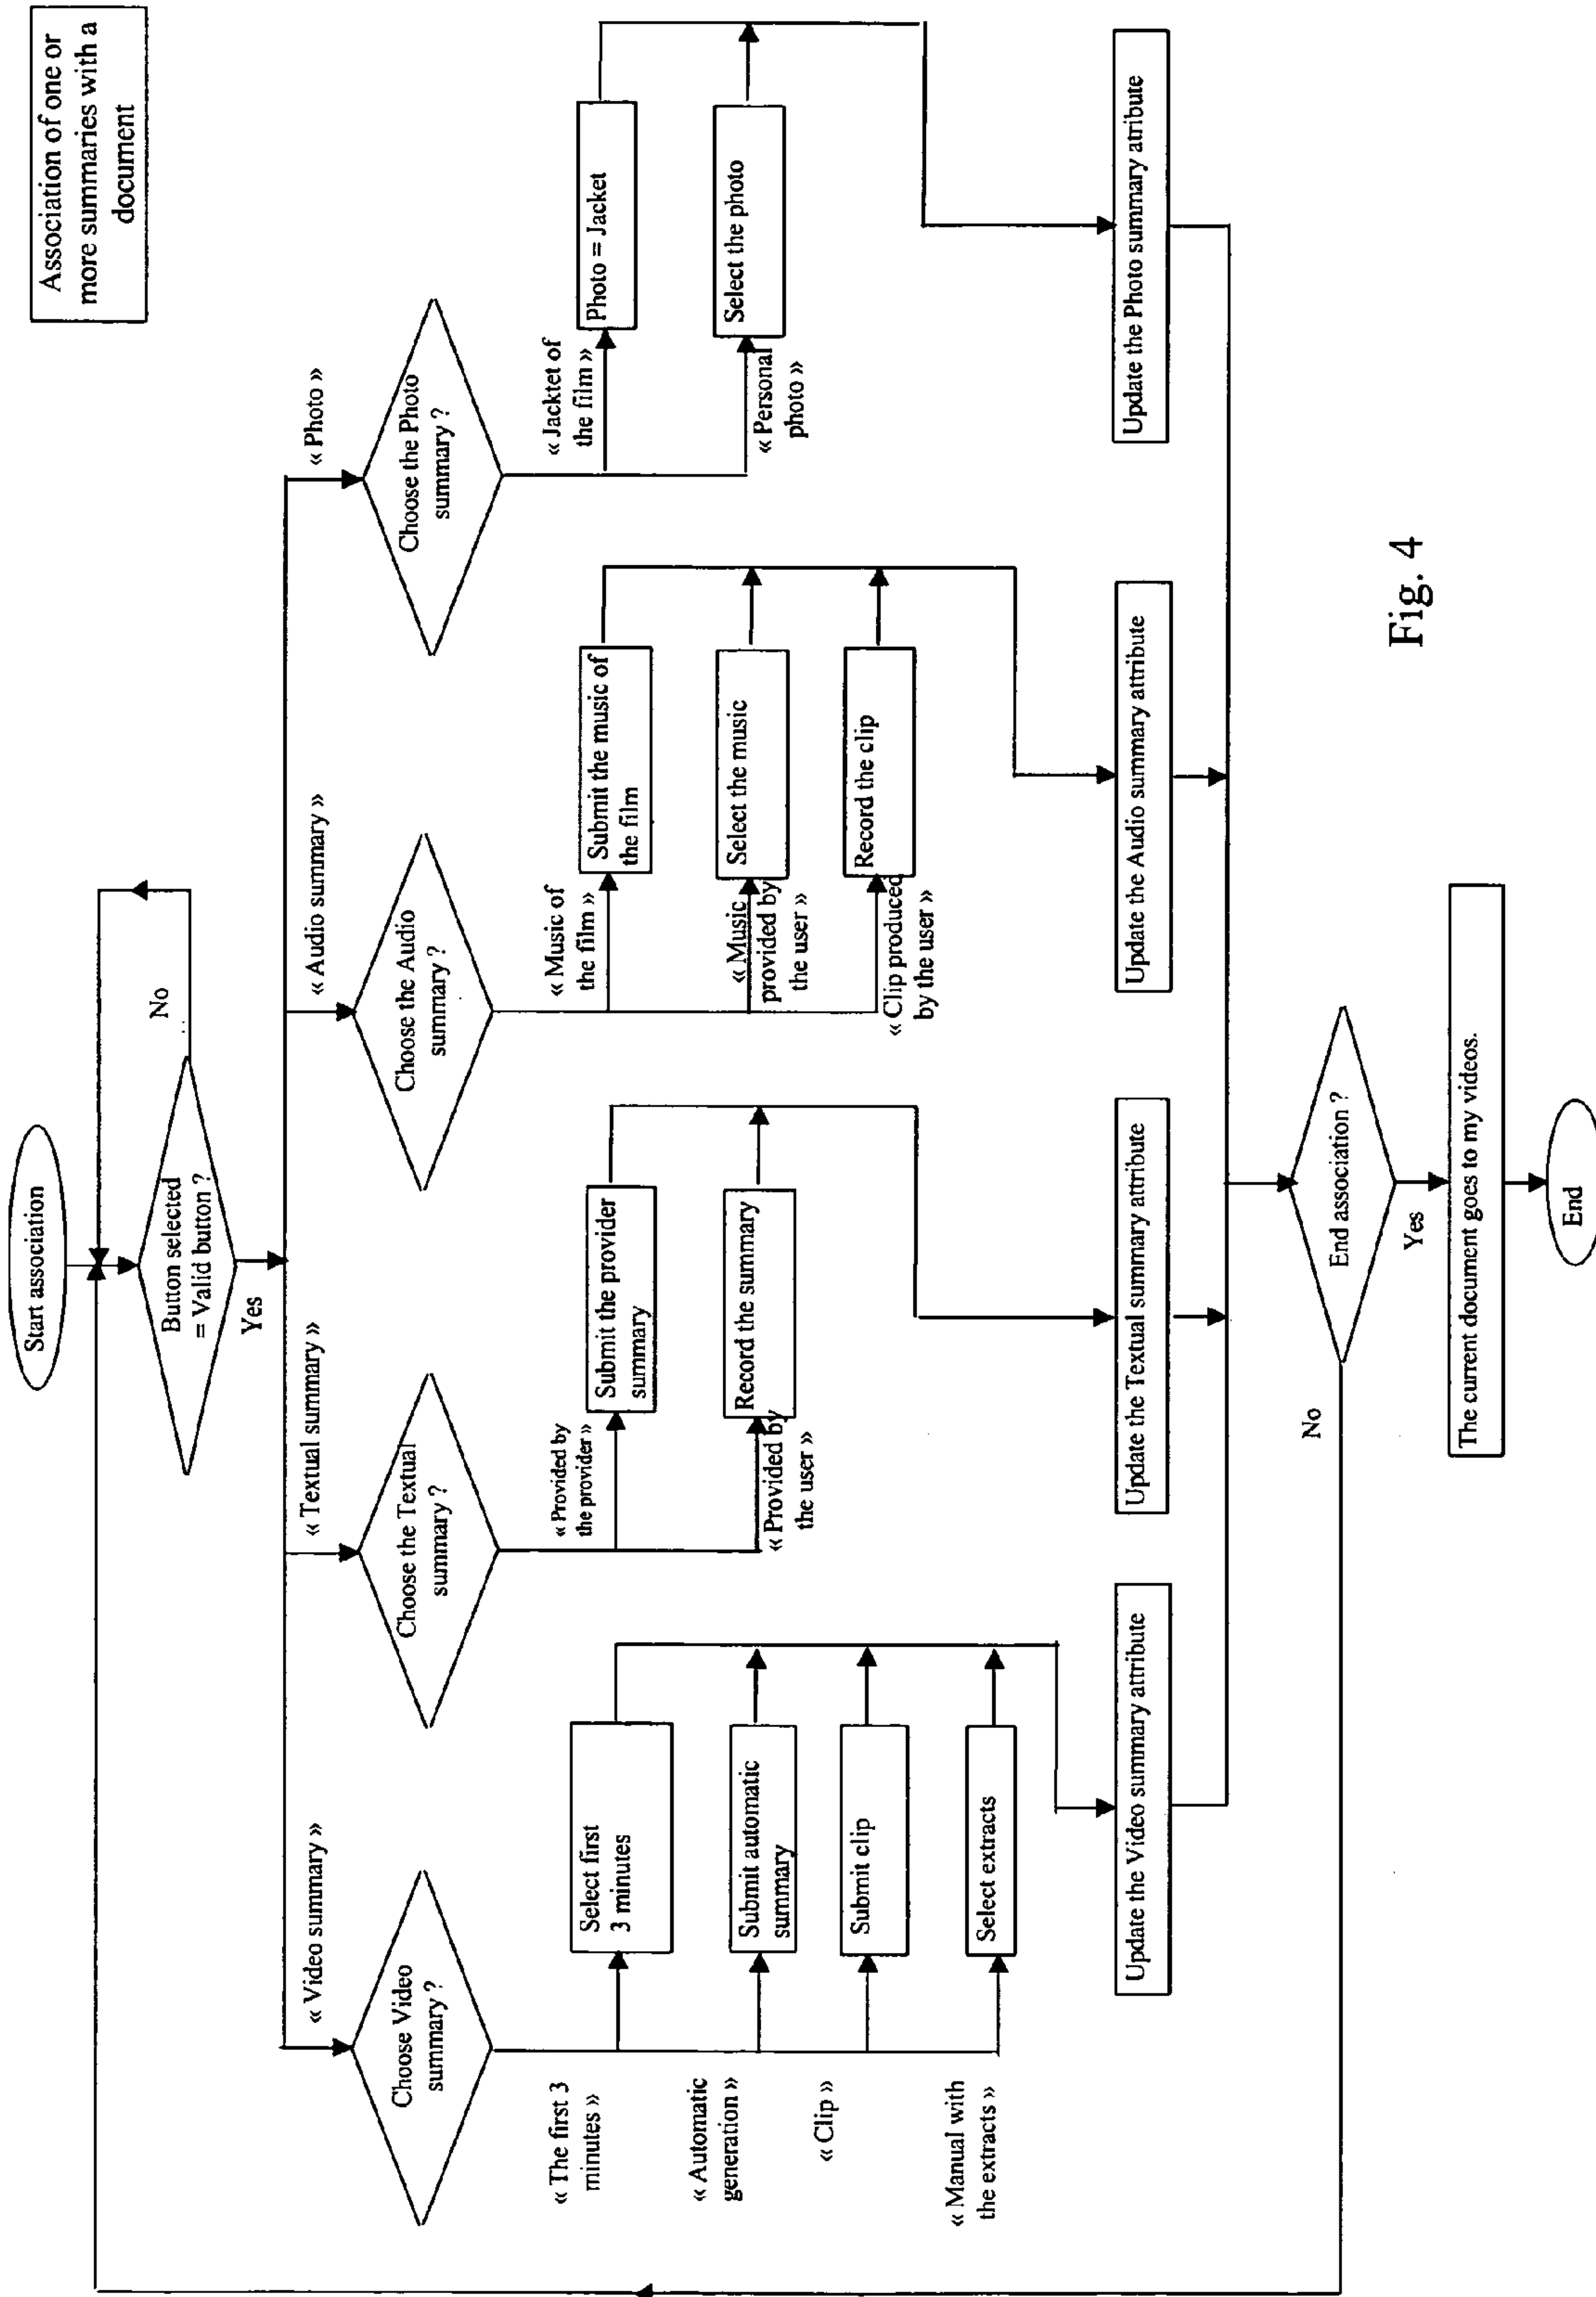 Association of one or
more summaries with a
document
Start association
Button selected
= Valid button ?
No
Yes
« Video summary »
« Textual summary »
« Audio summary »
« Photo »
Choose Video
summary ?
Choose the Textual
summary ?
Choose the Audio
summary ?
Choose the Photo
summary ?
« The first 3
minutes »
Select first
3 minutes
« Automatic
generation »
Submit automatic
summary
« Clip »
Submit clip
« Manual with
the extracts »
Select extracts
« Provided by
the provider »
Submit the provider
summary
« Provided by
the user »
Record the summary
« Music of
the film »
Submit the music of
the film
« Music
provided by
the user »
Select the music
« Clip produced
by the user »
Record the clip
« Jacktet of
the film »
Photo = Jacket
« Personal
photo »
Select the photo
Update the Video summary attribute
Update the Textual summary attribute
Update the Audio summary attribute
Update the Photo summary atribute
End association ?
No
Yes
The current document goes to my videos.
End
Fig. 4